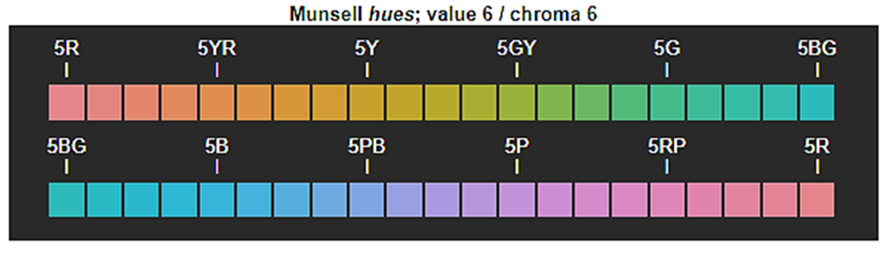 Munsell hues; value 6 / chroma 6
5R 5YR 5Y 5GY 5G 5BG
5BG 5B 5PB 5P 5RP 5R